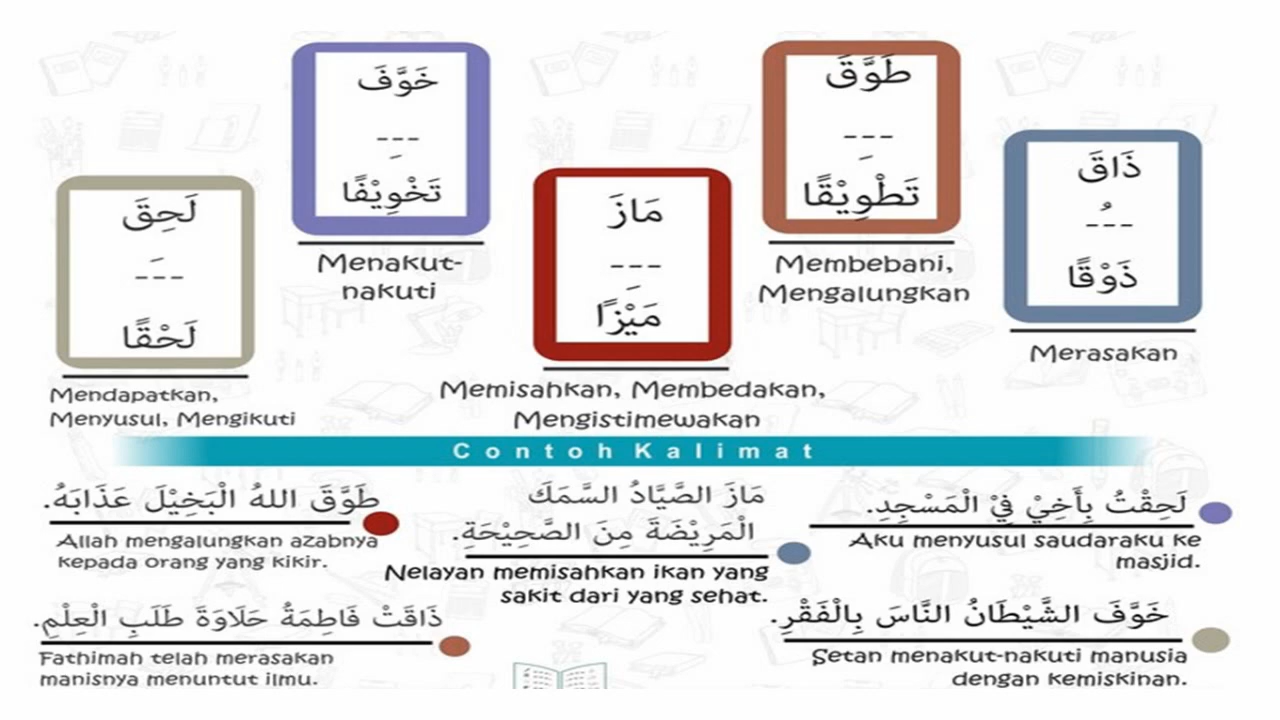 خَوَّفَ
---
ِ
تَخْوِيْفًا
Menakut-
nakuti
طَوَّقَ
---
ِ
تَطْوِيْقًا
Membebani,
Mengalungkan
لَحِقَ
-َ--
لَحْقًا
Mendapatkan,
Menyusul, Mengikuti
مَازَ
---
ِ
مَيْزًا
Memisahkan, Membedakan,
Mengistimewakan
ذَاقَ
-ُ--
ذَوْقًا
Merasakan
Contoh Kalimat
لَحِقْتُ بِأَخِيْ فِيْ الْمَسْجِدِ.
Aku menyusul saudaraku ke
masjid.
مَازَ الصَّيَّادُ السَّمَكَ
الْمَرِيْضَةَ مِنَ الصَّحِيْحَةِ.
Nelayan memisahkan ikan yang
sakit dari yang sehat.
طَوَّقَ اللهُ الْبَخِيْلَ عَذَابَهُ.
Allah mengalungkan azabnya
kepada orang yang kikir.
خَوَّفَ الشَّيْطَانُ النَّاسَ بِالْفَقْرِ.
Setan menakut-nakuti manusia
dengan kemiskinan.
ذَاقَتْ فَاطِمَةُ حَلَاوَةَ طَلَبِ الْعِلْمِ.
Fathimah telah merasakan
manisnya menuntut ilmu.